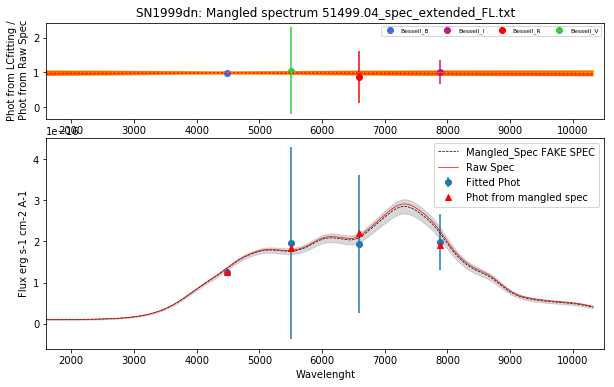 SN1999dn: Mangled spectrum 51499.04_spec_extended_FL.txt
Phot from LCfitting /
Phot from Raw Spec
2
1
0
Bessell_B
Bessell_I
Bessell_R
Bessell_V
2000 3000 4000 5000 6000 7000 8000 9000 10000
1e−16
Flux erg s-1 cm-2 A-1
4
3
2
1
0
Mangled_Spec FAKE SPEC
Raw Spec
Fitted Phot
Phot from mangled spec
2000 3000 4000 5000 6000 7000 8000 9000 10000
Wavelenght